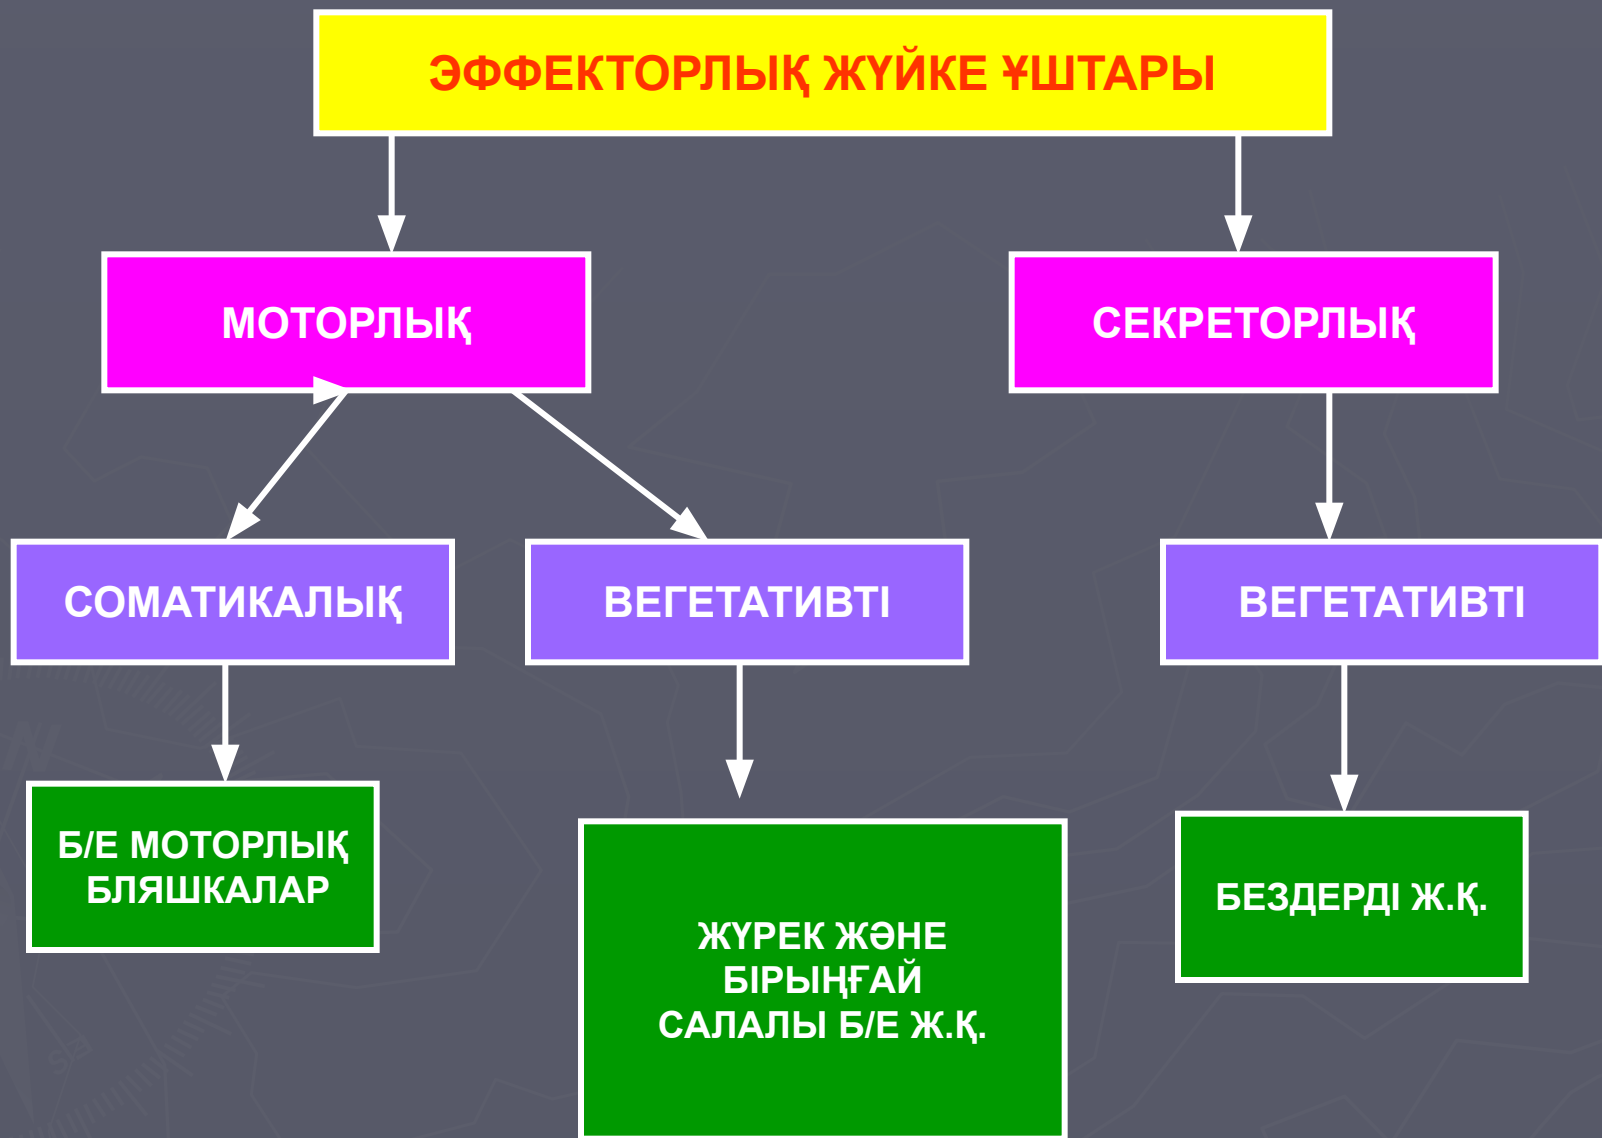 ЭФФЕКТОРЛЫҚ ЖҮЙКЕ ҰШТАРЫ
МОТОРЛЫҚ
СЕКРЕТОРЛЫҚ
СОМАТИКАЛЫҚ
ВЕГЕТАТИВТІ
ВЕГЕТАТИВТІ
Б/Е МОТОРЛЫҚ
БЛЯШКАЛАР
ЖҮРЕК ЖӘНЕ
БІРЫҢҒАЙ
САЛАЛЫ Б/Е Ж.Қ.
БЕЗДЕРДІ Ж.Қ.